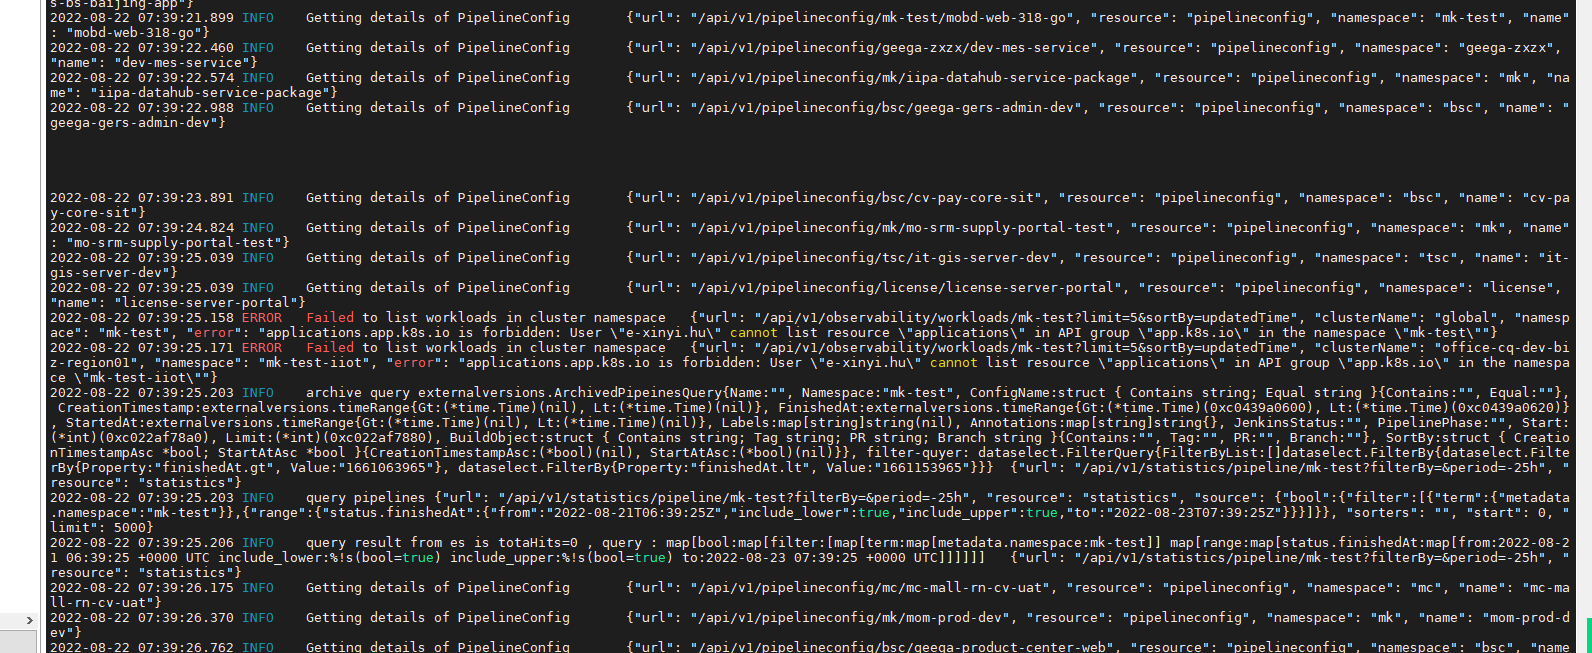 s-bs-baijing-app"}
2022-08-22 07:39:21.899 INFO    Getting details of PipelineConfig       {"url": "/api/v1/pipelineconfig/mk-test/mobd-web-318-go", "resource": "pipelineconfig", "namespace": "mk-test", "name"
: "mobd-web-318-go"}
2022-08-22 07:39:22.460 INFO    Getting details of PipelineConfig       {"url": "/api/v1/pipelineconfig/geega-zxzx/dev-mes-service", "resource": "pipelineconfig", "namespace": "geega-zxzx",
"name": "dev-mes-service"}
2022-08-22 07:39:22.574 INFO    Getting details of PipelineConfig       {"url": "/api/v1/pipelineconfig/mk/iipa-datahub-service-package", "resource": "pipelineconfig", "namespace": "mk", "na
me": "iipa-datahub-service-package"}
2022-08-22 07:39:22.988 INFO    Getting details of PipelineConfig       {"url": "/api/v1/pipelineconfig/bsc/geega-gers-admin-dev", "resource": "pipelineconfig", "namespace": "bsc", "name": "
geega-gers-admin-dev"}
2022-08-22 07:39:23.891 INFO    Getting details of PipelineConfig       {"url": "/api/v1/pipelineconfig/bsc/cv-pay-core-sit", "resource": "pipelineconfig", "namespace": "bsc", "name": "cv-pa
y-core-sit"}
2022-08-22 07:39:24.824 INFO    Getting details of PipelineConfig       {"url": "/api/v1/pipelineconfig/mk/mo-srm-supply-portal-test", "resource": "pipelineconfig", "namespace": "mk", "name"
: "mo-srm-supply-portal-test"}
2022-08-22 07:39:25.039 INFO    Getting details of PipelineConfig       {"url": "/api/v1/pipelineconfig/tsc/it-gis-server-dev", "resource": "pipelineconfig", "namespace": "tsc", "name": "it-
gis-server-dev"}
2022-08-22 07:39:25.039 INFO    Getting details of PipelineConfig       {"url": "/api/v1/pipelineconfig/license/license-server-portal", "resource": "pipelineconfig", "namespace": "license",
"name": "license-server-portal"}
2022-08-22 07:39:25.158 ERROR   Failed to list workloads in cluster namespace   {"url": "/api/v1/observability/workloads/mk-test?limit=5&sortBy=updatedTime", "clusterName": "global", "namesp
ace": "mk-test", "error": "applications.app.k8s.io is forbidden: User \"e-xinyi.hu\" cannot list resource \"applications\" in API group \"app.k8s.io\" in the namespace \"mk-test\""}
2022-08-22 07:39:25.171 ERROR   Failed to list workloads in cluster namespace   {"url": "/api/v1/observability/workloads/mk-test?limit=5&sortBy=updatedTime", "clusterName": "office-cq-dev-bi
z-region01", "namespace": "mk-test-iiot", "error": "applications.app.k8s.io is forbidden: User \"e-xinyi.hu\" cannot list resource \"applications\" in API group \"app.k8s.io\" in the namespa
ce \"mk-test-iiot\""}
2022-08-22 07:39:25.203 INFO    archive query externalversions.ArchivedPipeinesQuery{Name:"", Namespace:"mk-test", ConfigName:struct { Contains string; Equal string }{Contains:"", Equal:""},
 CreationTimestamp:externalversions.timeRange{Gt:(*time.Time)(nil), Lt:(*time.Time)(nil)}, FinishedAt:externalversions.timeRange{Gt:(*time.Time)(0xc0439a0600), Lt:(*time.Time)(0xc0439a0620)}
, StartedAt:externalversions.timeRange{Gt:(*time.Time)(nil), Lt:(*time.Time)(nil)}, Labels:map[string]string(nil), Annotations:map[string]string{}, JenkinsStatus:"", PipelinePhase:"", Start:
(*int)(0xc022af78a0), Limit:(*int)(0xc022af7880), BuildObject:struct { Contains string; Tag string; PR string; Branch string }{Contains:"", Tag:"", PR:"", Branch:""}, SortBy:struct { Creatio
nTimestampAsc *bool; StartAtAsc *bool }{CreationTimestampAsc:(*bool)(nil), StartAtAsc:(*bool)(nil)}}, filter-quyer: dataselect.FilterQuery{FilterByList:[]dataselect.FilterBy{dataselect.Filte
rBy{Property:"finishedAt.gt", Value:"1661063965"}, dataselect.FilterBy{Property:"finishedAt.lt", Value:"1661153965"}}}  {"url": "/api/v1/statistics/pipeline/mk-test?filterBy=&period=-25h", "
resource": "statistics"}
2022-08-22 07:39:25.203 INFO    query pipelines {"url": "/api/v1/statistics/pipeline/mk-test?filterBy=&period=-25h", "resource": "statistics", "source": {"bool":{"filter":[{"term":{"metadata
.namespace":"mk-test"}},{"range":{"status.finishedAt":{"from":"2022-08-21T06:39:25Z","include_lower":true,"include_upper":true,"to":"2022-08-23T07:39:25Z"}}}]}}, "sorters": "", "start": 0, "
limit": 5000}
2022-08-22 07:39:25.206 INFO    query result from es is totaHits=0 , query : map[bool:map[filter:[map[term:map[metadata.namespace:mk-test]] map[range:map[status.finishedAt:map[from:2022-08-2
1 06:39:25 +0000 UTC include_lower:%!s(bool=true) include_upper:%!s(bool=true) to:2022-08-23 07:39:25 +0000 UTC]]]]]]   {"url": "/api/v1/statistics/pipeline/mk-test?filterBy=&period=-25h", "
resource": "statistics"}
2022-08-22 07:39:26.175 INFO    Getting details of PipelineConfig       {"url": "/api/v1/pipelineconfig/mc/mc-mall-rn-cv-uat", "resource": "pipelineconfig", "namespace": "mc", "name": "mc-ma
ll-rn-cv-uat"}
2022-08-22 07:39:26.370 INFO    Getting details of PipelineConfig       {"url": "/api/v1/pipelineconfig/mk/mom-prod-dev", "resource": "pipelineconfig", "namespace": "mk", "name": "mom-prod-d
ev"}
2022-08-22 07:39:26.762 INFO    Getting details of PipelineConfig       {"url": "/api/v1/pipelineconfig/bsc/geega-product-center-web", "resource": "pipelineconfig", "namespace": "bsc", "name